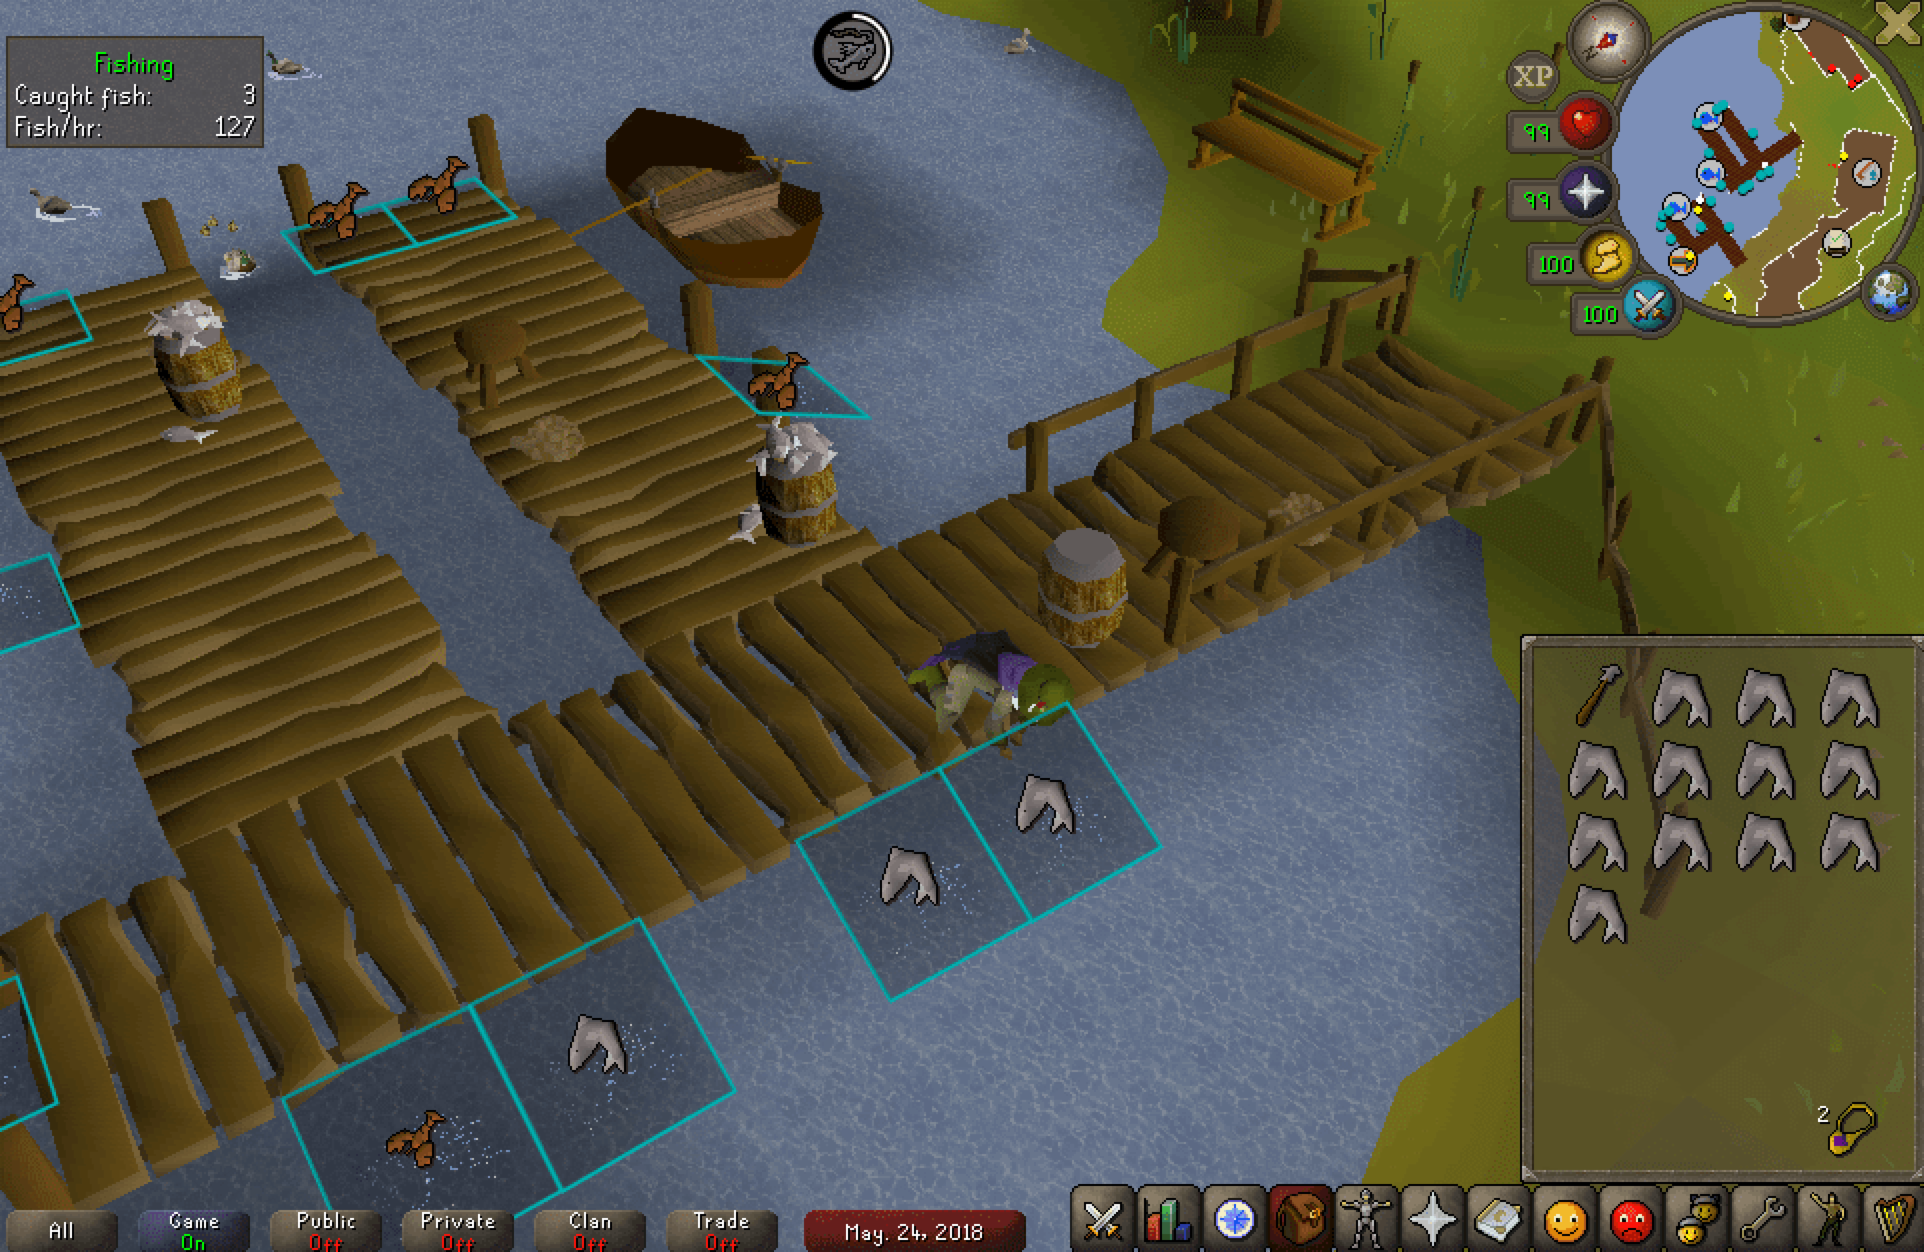 Fishing
Caught fish: 3
Fish/hr: 127
XP
99
99
100
100
2
All
Game
On
Public
Off
Private
Off
Clan
Off
Trade
Off
May. 24, 2018